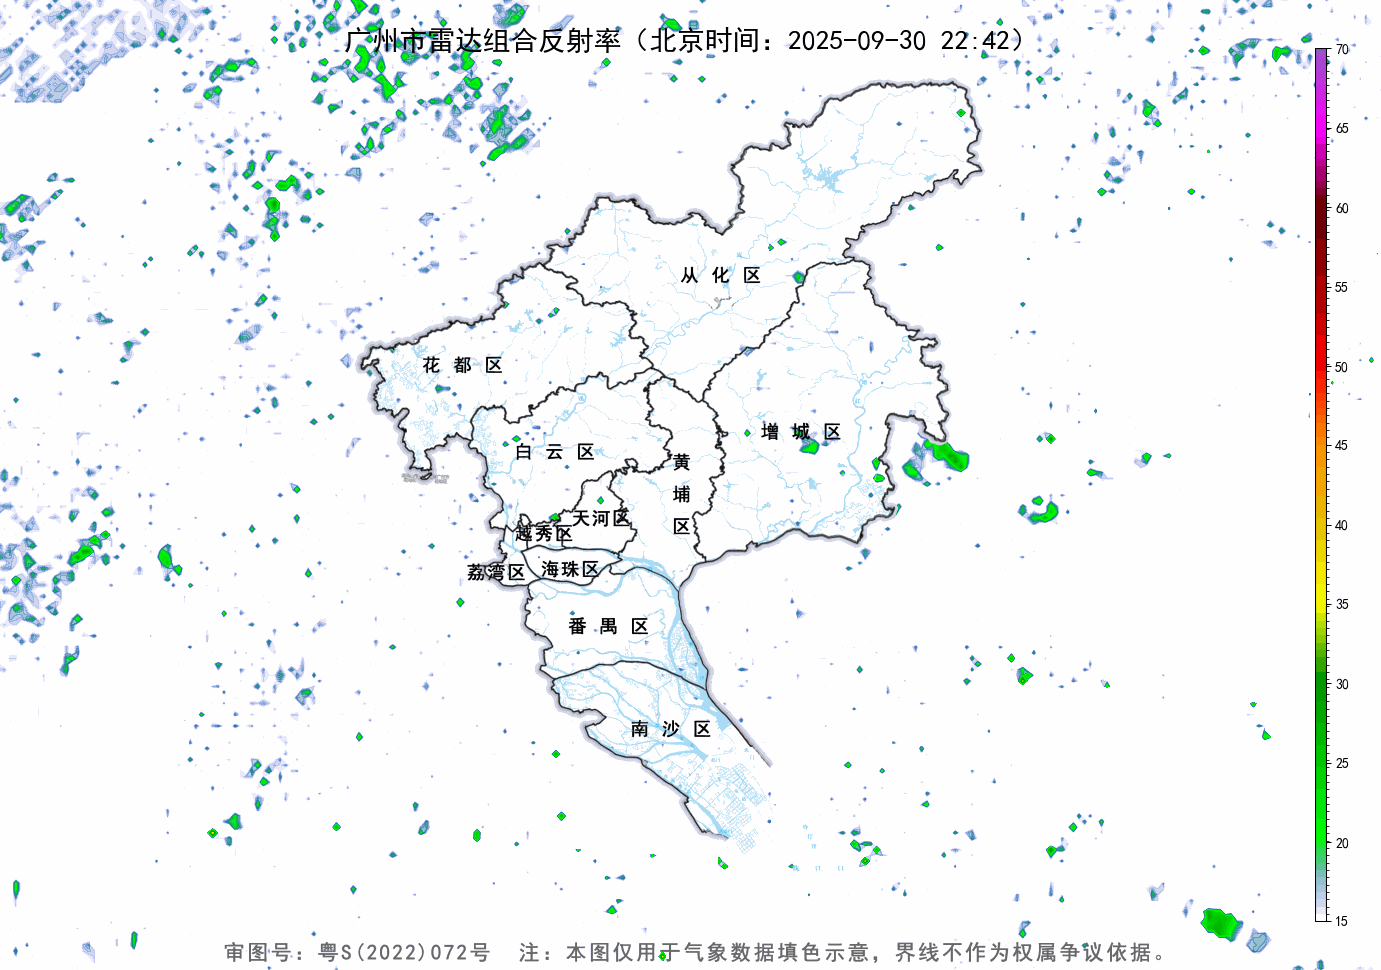 广州市雷达组合反射率（北京时间：2025-09-30 22:42）
70
65
60
55
50
45
40
35
30
25
20
15
从化区
花都区
增城区
白云区
黄埔区
天河区
越秀区
荔湾区
海珠区
番禺区
南沙区
审图号：粤S(2022)072号 注：本图仅用于气象数据填色示意，界线不作为权属争议依据。